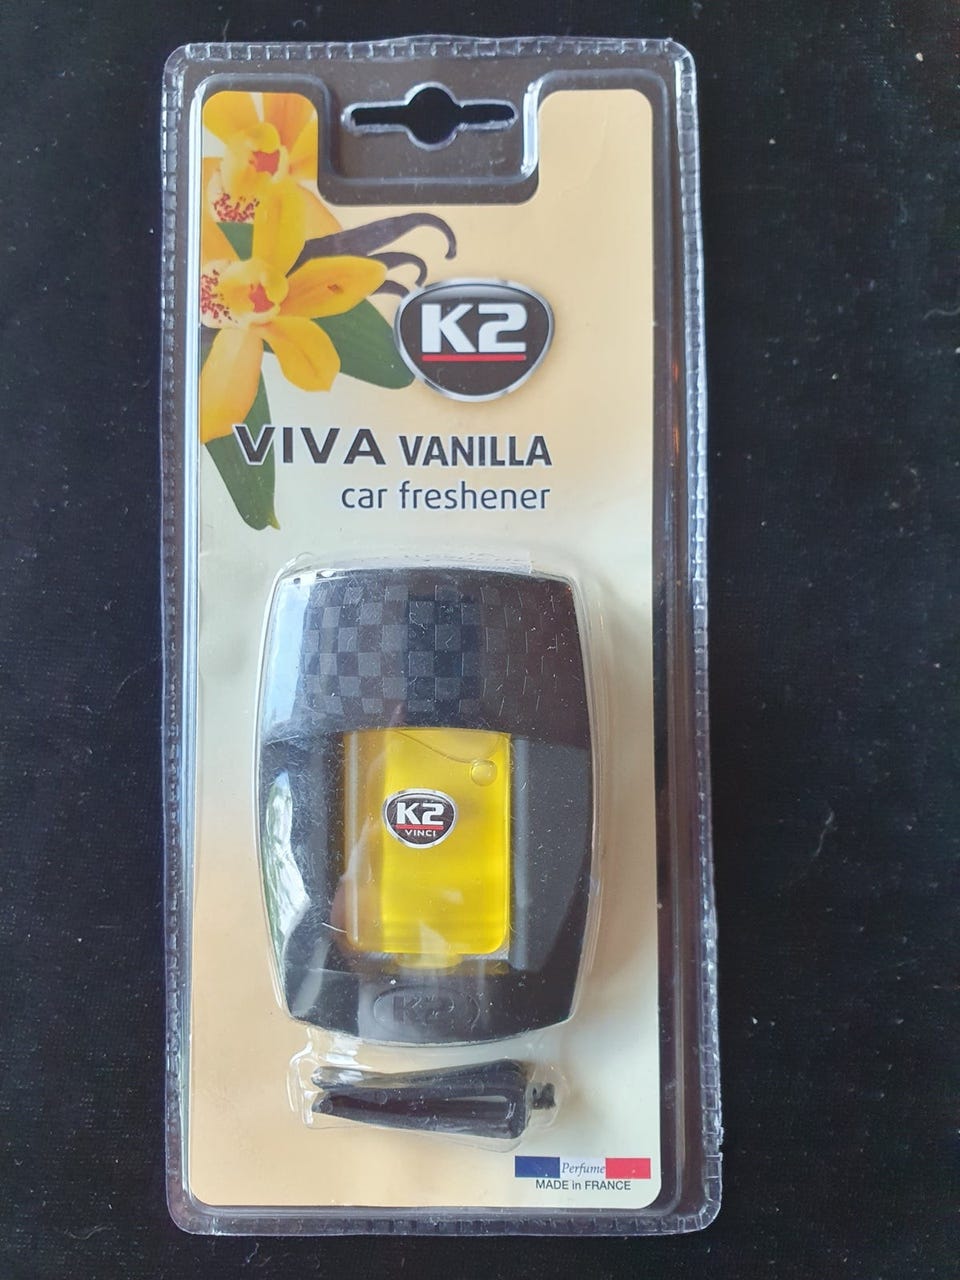 K2
VIVA VANILLA
car freshener
K2
VINCI
K2
Perfume
MADE in FRANCE